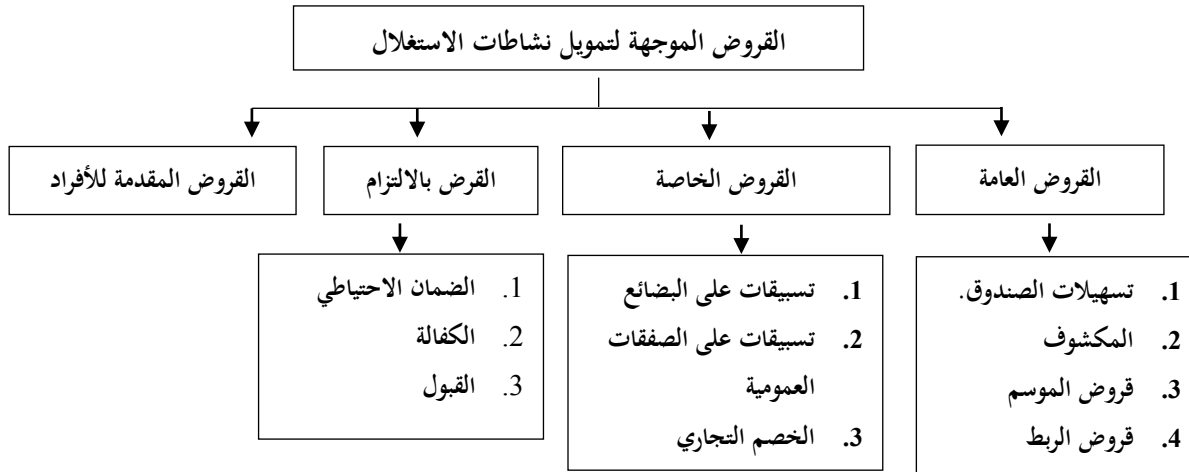 القروض الموجهة لتمويل نشاطات الاستغلال
القروض العامة
القروض الخاصة
القرض بالالتزام
القروض المقدمة للأفراد
1. تسهيلات الصندوق.
2. المكشوف
3. قروض الموسم
4. قروض الربط
1. تسبيقات على البضائع
2. تسبيقات على الصفقات
العمومية
3. الخصم التجاري
1. الضمان الاحتياطي
2. الكفالة
3. القبول